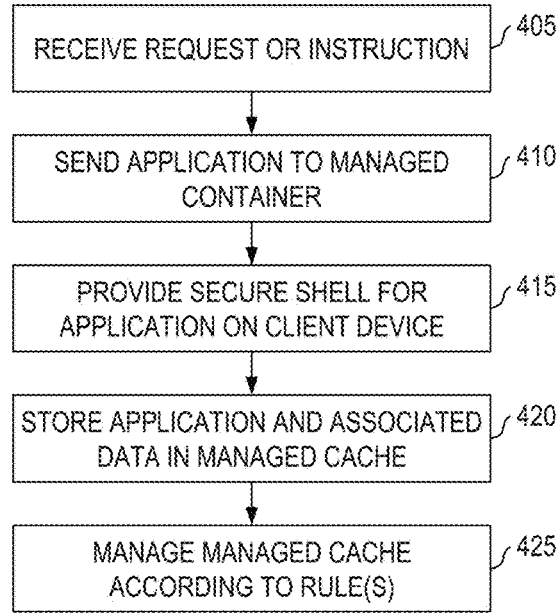 RECEIVE REQUEST OR INSTRUCTION
405
SEND APPLICATION TO MANAGED
CONTAINER
410
PROVIDE SECURE SHELL FOR
APPLICATION ON CLIENT DEVICE
415
STORE APPLICATION AND ASSOCIATED
DATA IN MANAGED CACHE
420
MANAGE MANAGED CACHE
ACCORDING TO RULE(S)
425